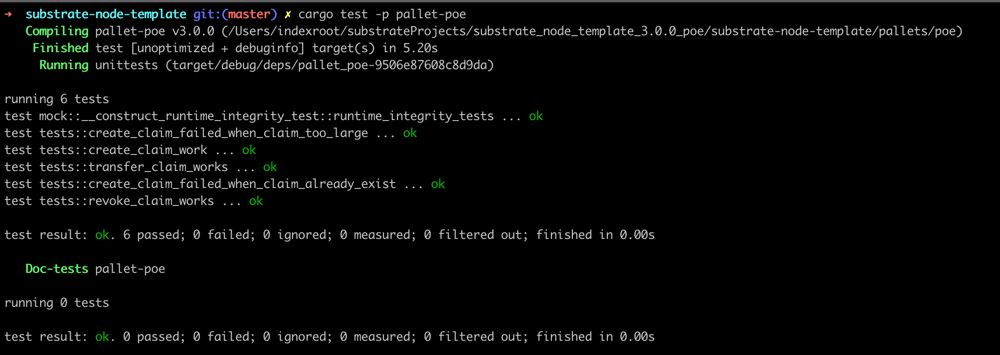 ➜ substrate-node-template git:(master) ✗ cargo test -p pallet-poe
Compiling pallet-poe v3.0.0 (/Users/indexroot/substrateProjects/substrate_node_template_3.0.0_poe/substrate-node-template/pallets/poe)
Finished test [unoptimized + debuginfo] target(s) in 5.20s
Running unittests (target/debug/deps/pallet_poe-9506e87608c8d9da)
running 6 tests
test mock::__construct_runtime_integrity_test::runtime_integrity_tests ... ok
test tests::create_claim_failed_when_claim_too_large ... ok
test tests::create_claim_work ... ok
test tests::transfer_claim_works ... ok
test tests::create_claim_failed_when_claim_already_exist ... ok
test tests::revoke_claim_works ... ok
test result: ok. 6 passed; 0 failed; 0 ignored; 0 measured; 0 filtered out; finished in 0.00s
Doc-tests pallet-poe
running 0 tests
test result: ok. 0 passed; 0 failed; 0 ignored; 0 measured; 0 filtered out; finished in 0.00s